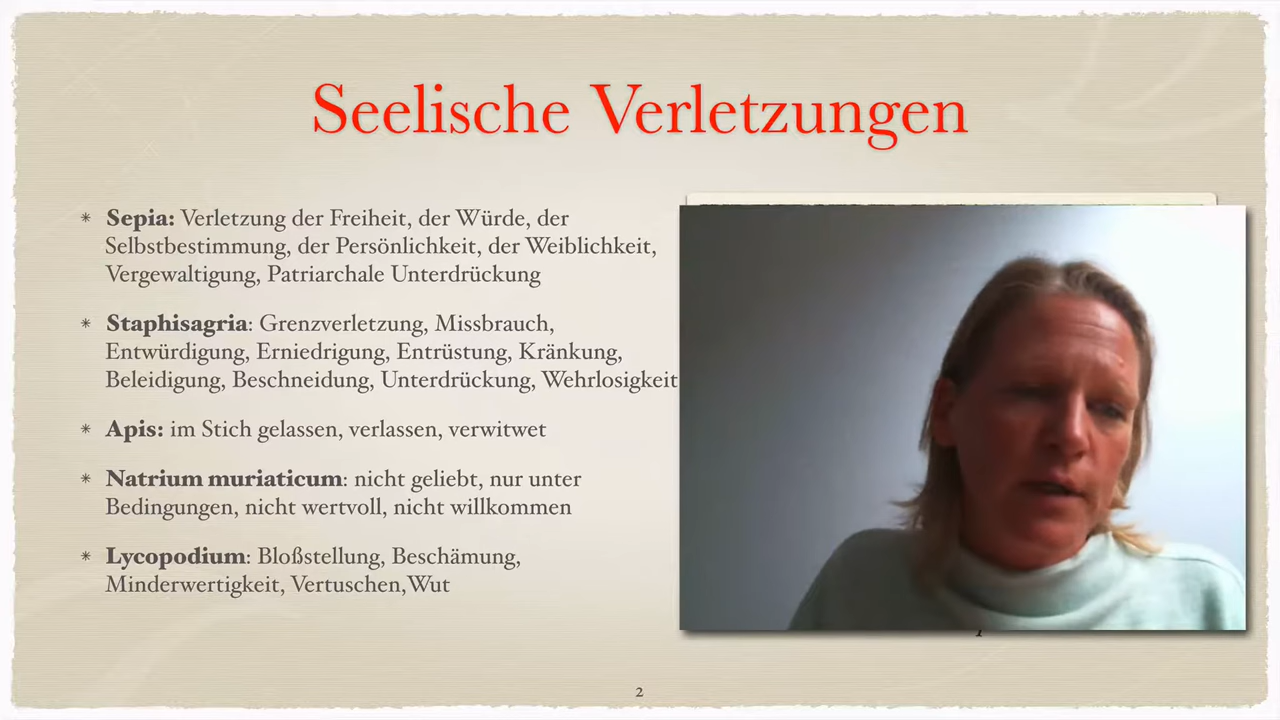 Seelische Verletzungen
* Sepia: Verletzung der Freiheit, der Würde, der
Selbstbestimmung, der Persönlichkeit, der Weiblichkeit,
Vergewaltigung, Patriarchale Unterdrückung
* Staphisagria: Grenzverletzung, Missbrauch,
Entwürdigung, Erniedrigung, Entrüstung, Kränkung,
Beleidigung, Beschneidung, Unterdrückung, Wehrlosigkeit
* Apis: im Stich gelassen, verlassen, verwitwet
* Natrium muriaticum: nicht geliebt, nur unter
Bedingungen, nicht wertvoll, nicht willkommen
* Lycopodium: Bloßstellung, Beschämung,
Minderwertigkeit, Vertuschen,Wut
2